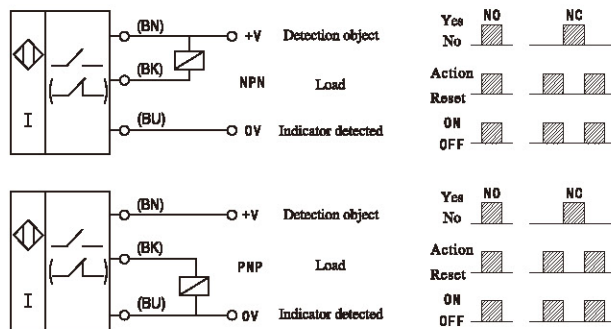 (BN) +V Detection object Yes No NO NC
(BK) NPN Load Action Reset
I (BU) 0V Indicator detected ON OFF
(BN) +V Detection object Yes No NO NC
(BK) PNP Load Action Reset
I (BU) 0V Indicator detected ON OFF